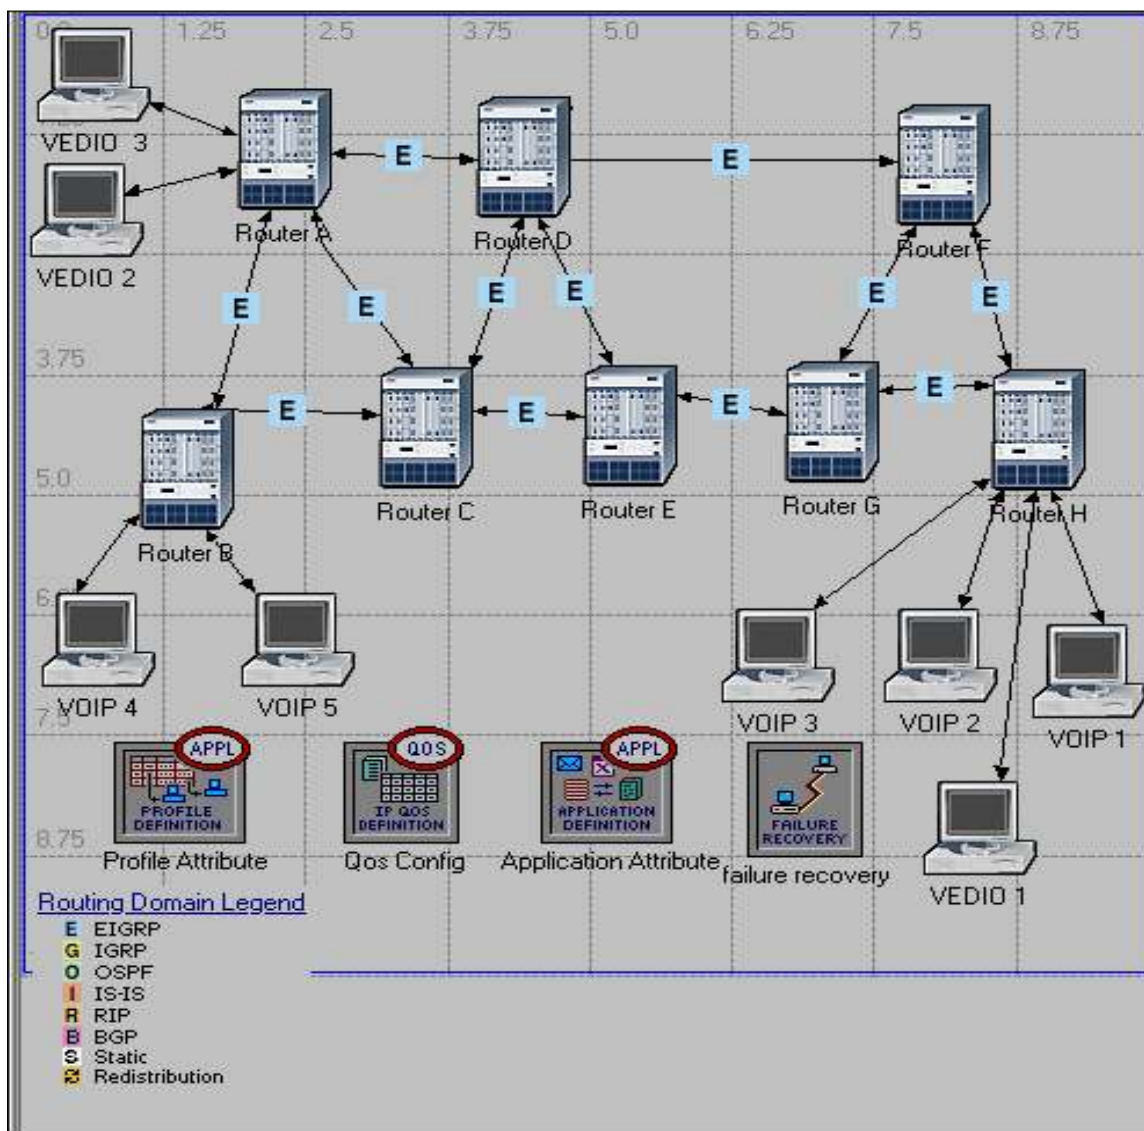 0.0 1.25 2.5 3.75 5.0 6.25 7.5 8.75
VEDIO 3
E
E
Router A
Router D
Router F
VEDIO 2
E
E
E
E
E
E
3.75
E
E
E
E
5.0
Router C
Router E
Router G
Router H
Router B
VOIP 4
VOIP 5
VOIP 3
VOIP 2
VOIP 1
7.5
APPL
QOS
APPL
PROFILE
DEFINITION
IP QOS
DEFINITION
APPLICATION
DEFINITION
FAILURE
RECOVERY
8.75
Profile Attribute
Qos Config
Application Attribute
failure recovery
VEDIO 1
Routing Domain Legend
E EIGRP
G IGRP
O OSPF
I IS-IS
R RIP
B BGP
S Static
Redistribution